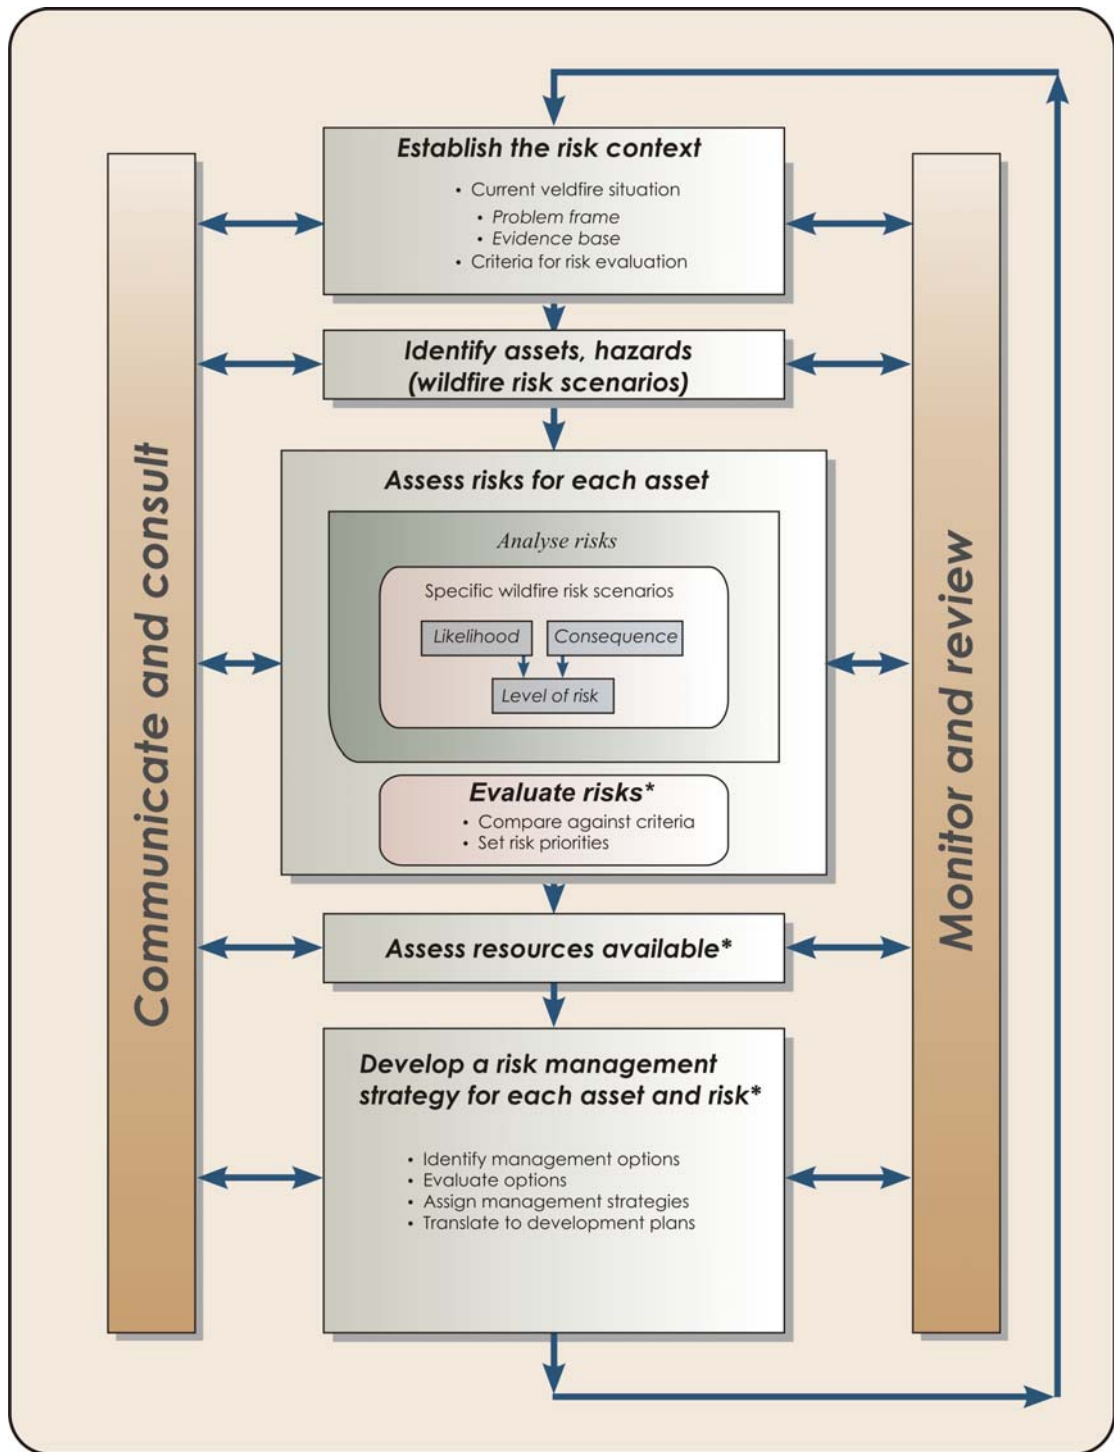 Establish the risk context
• Current veldfire situation
• Problem frame
• Evidence base
• Criteria for risk evaluation
Identify assets, hazards
(wildfire risk scenarios)
Communicate and consult
Monitor and review
Assess risks for each asset
Analyse risks
Specific wildfire risk scenarios
Likelihood
Consequence
Level of risk
Evaluate risks*
• Compare against criteria
• Set risk priorities
Assess resources available*
Develop a risk management
strategy for each asset and risk*
• Identify management options
• Evaluate options
• Assign management strategies
• Translate to development plans